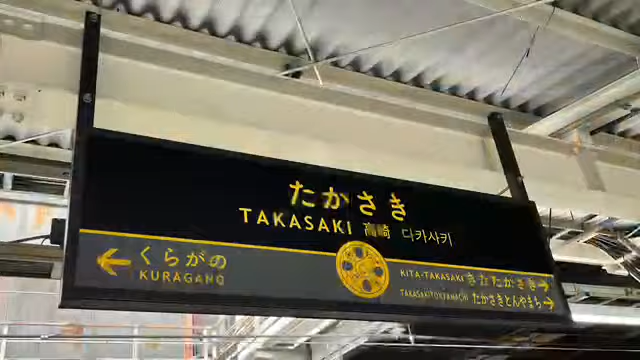 たかさき
TAKASAKI 高崎 다카사키
← くらがの
KURAGANO
KITA-TAKASAKI きたたかさき →
TAKASAKITONYAMACHI たかさきとんやまち →